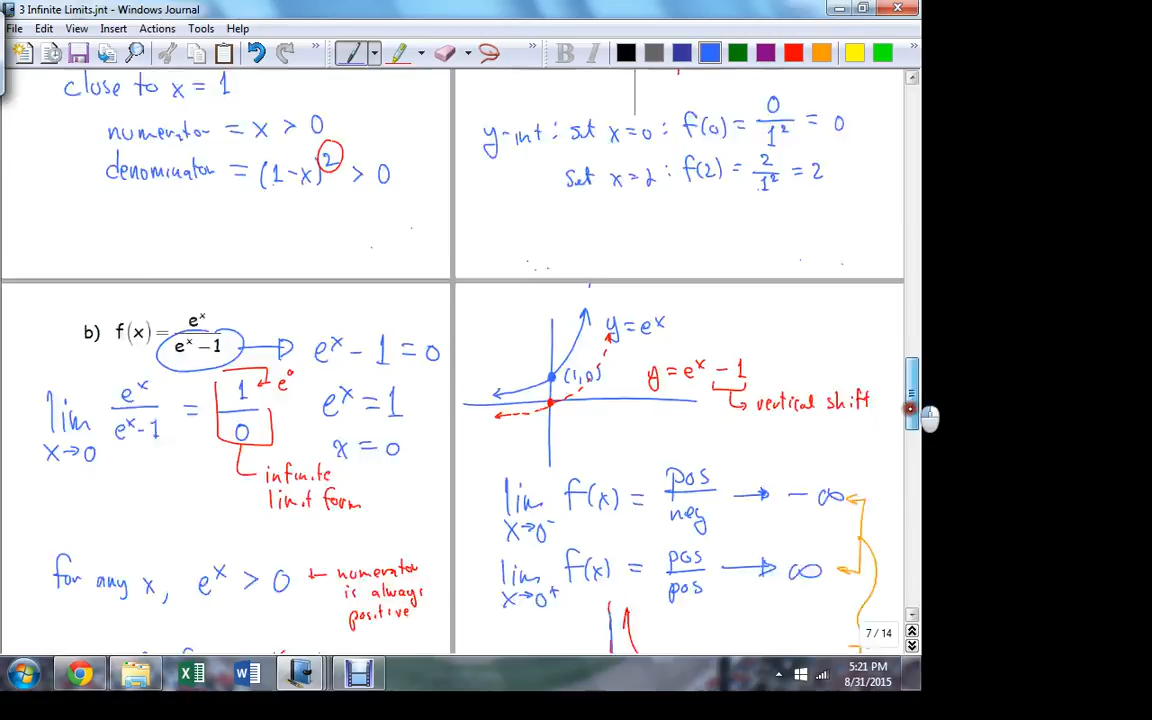 3 Infinite Limits.jnt - Windows Journal
File Edit View Insert Actions Tools Help
close to x = 1
numerator = x > 0
denominator = (1-x)² > 0
y-int : set x=0 : f(0) = 0/1² = 0
set x=2 : f(2) = 2/1² = 2
b) f(x) = eˣ/(eˣ - 1)
eˣ - 1 = 0
lim x→0 eˣ/(eˣ-1) = 1/0
e⁰
eˣ = 1
x = 0
infinite
limit form
for any x, eˣ > 0
numerator
is always
positive
y = eˣ
(1,0)
y = eˣ - 1
vertical shift
lim x→0⁻ f(x) = pos/neg → -∞
lim x→0⁺ f(x) = pos/pos → ∞
7 / 14
5:21 PM
8/31/2015